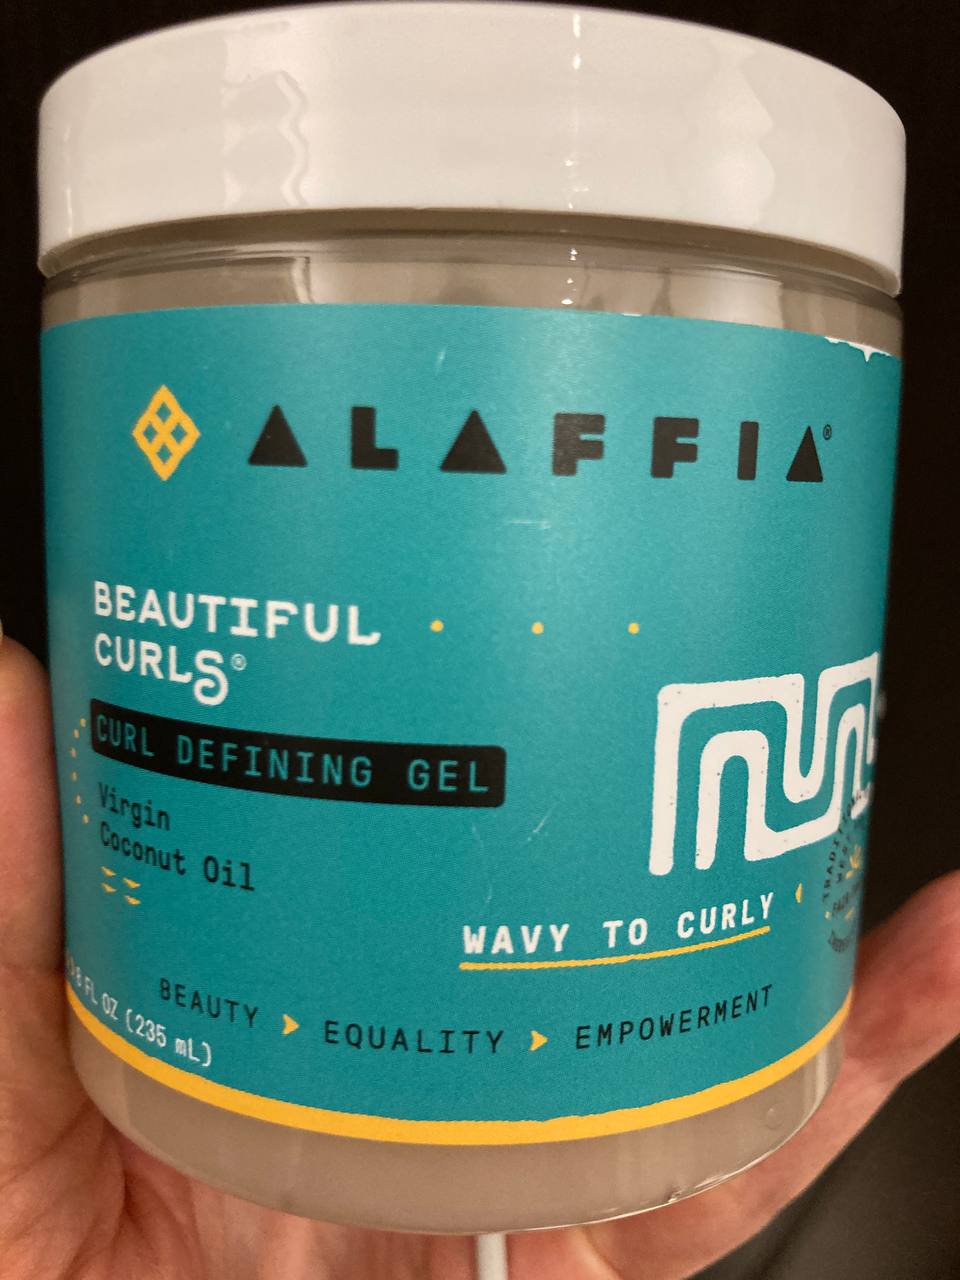 ALAFFIA®
BEAUTIFUL
CURLS®
CURL DEFINING GEL
Virgin
Coconut Oil
WAVY TO CURLY
BEAUTY EQUALITY EMPOWERMENT
8 FL OZ (235 mL)